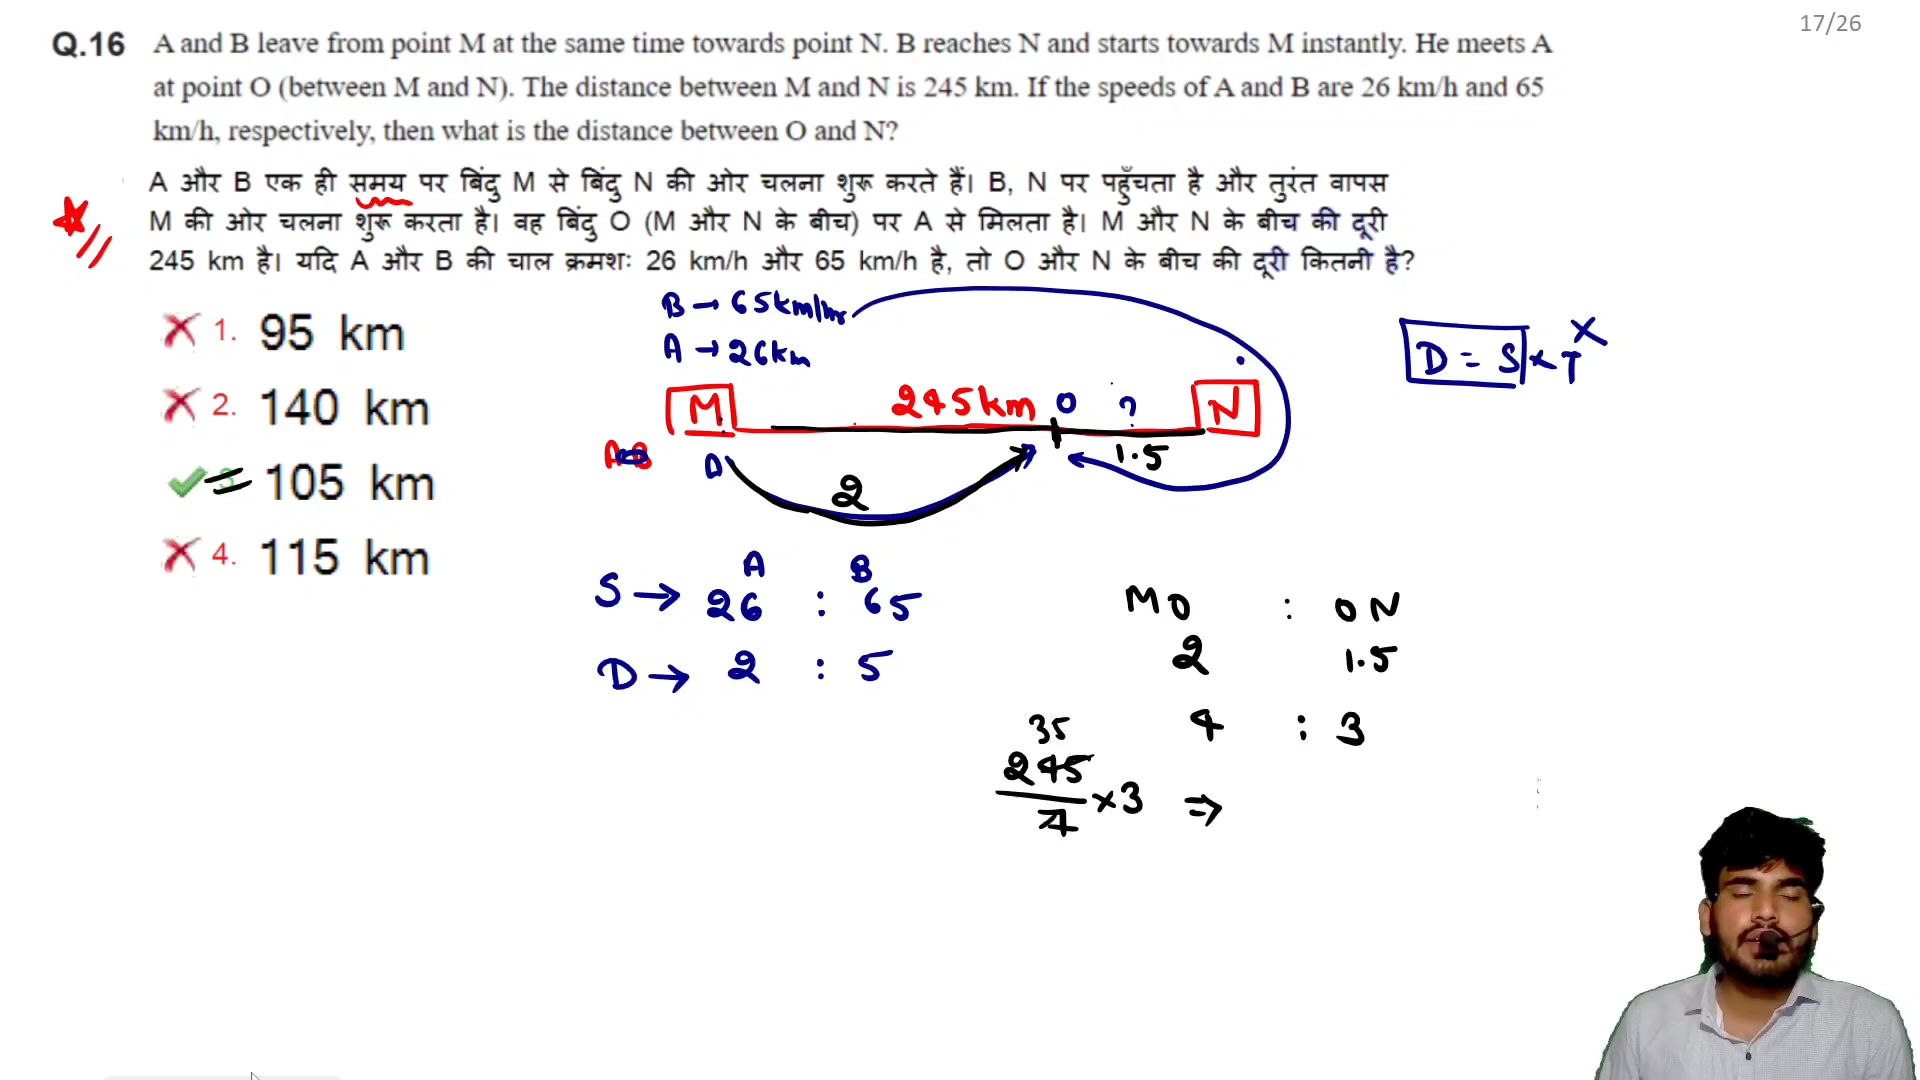 17/26
Q.16 A and B leave from point M at the same time towards point N. B reaches N and starts towards M instantly. He meets A
at point O (between M and N). The distance between M and N is 245 km. If the speeds of A and B are 26 km/h and 65
km/h, respectively, then what is the distance between O and N?
A और B एक ही समय पर बिंदु M से बिंदु N की ओर चलना शुरू करते हैं। B, N पर पहुँचता है और तुरंत वापस
M की ओर चलना शुरू करता है। वह बिंदु O (M और N के बीच) पर A से मिलता है। M और N के बीच की दूरी
245 km है। यदि A और B की चाल क्रमशः 26 km/h और 65 km/h है, तो O और N के बीच की दूरी कितनी है?
1. 95 km
2. 140 km
105 km
4. 115 km
B → 65km/hr
A → 26km
D = S × T
M 245km O ? N
A 1.5
2
A B
S → 26 : 65
D → 2 : 5
MO : ON
2 1.5
4 : 3
35
245
7 ×3 ⇒